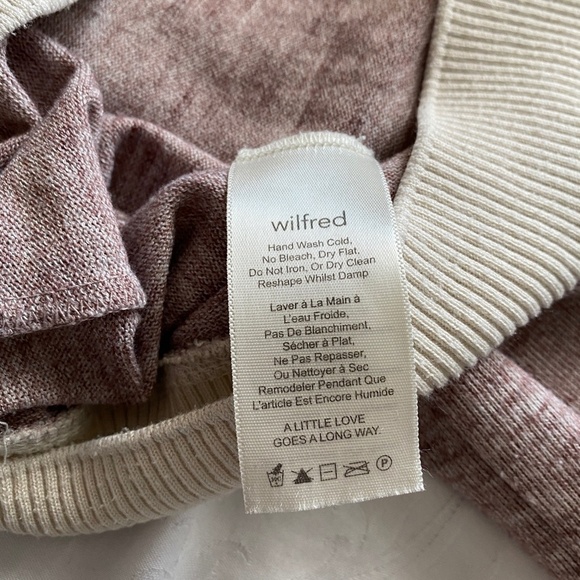 wilfred
Hand Wash Cold,
No Bleach, Dry Flat.
Do Not Iron, Or Dry Clean
Reshape Whilst Damp
Laver à La Main à
L'eau Froide,
Pas De Blanchiment,
Sécher à Plat,
Ne Pas Repasser,
Ou Nettoyer à Sec
Remodeler Pendant Que
L'article Est Encore Humide
A LITTLE LOVE
GOES A LONG WAY.
P